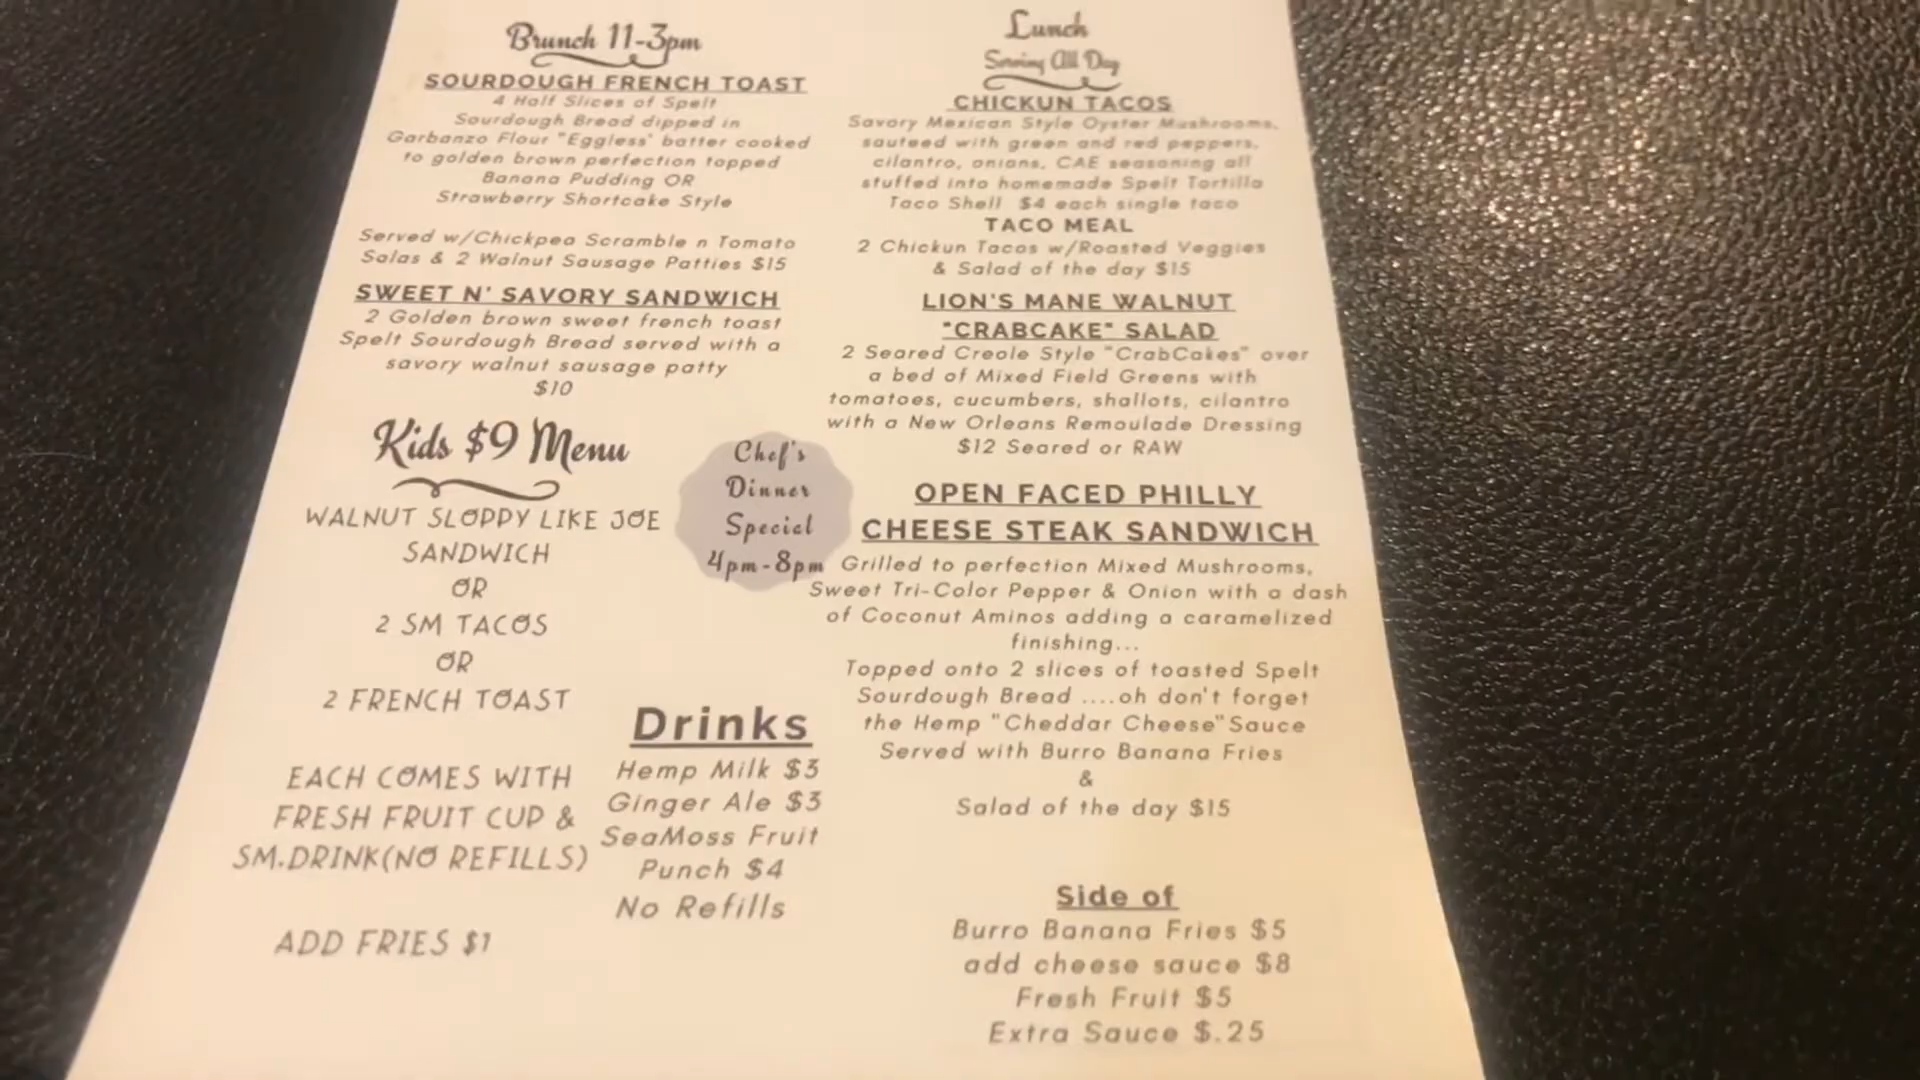 Brunch 11-3pm
SOURDOUGH FRENCH TOAST
4 Half Slices of Spelt
Sourdough Bread dipped in
Garbanzo Flour "Eggless" batter cooked
to golden brown perfection topped
Banana Pudding OR
Strawberry Shortcake Style
Served w/Chickpea Scramble n Tomato
Salas & 2 Walnut Sausage Patties $15
SWEET N' SAVORY SANDWICH
2 Golden brown sweet french toast
Spelt Sourdough Bread served with a
savory walnut sausage patty
$10
Kids $9 Menu
WALNUT SLOPPY LIKE JOE
SANDWICH
OR
2 SM TACOS
OR
2 FRENCH TOAST
EACH COMES WITH
FRESH FRUIT CUP &
SM.DRINK(NO REFILLS)
ADD FRIES $1
Chef's
Dinner
Special
4pm-8pm
Drinks
Hemp Milk $3
Ginger Ale $3
SeaMoss Fruit
Punch $4
No Refills
Lunch
Serving All Day
CHICKUN TACOS
Savory Mexican Style Oyster Mushrooms,
sauteed with green and red peppers,
cilantro, onions, CAE seasoning all
stuffed into homemade Spelt Tortilla
Taco Shell $4 each single taco
TACO MEAL
2 Chickun Tacos w/Roasted Veggies
& Salad of the day $15
LION'S MANE WALNUT
"CRABCAKE" SALAD
2 Seared Creole Style "CrabCakes" over
a bed of Mixed Field Greens with
tomatoes, cucumbers, shallots, cilantro
with a New Orleans Remoulade Dressing
$12 Seared or RAW
OPEN FACED PHILLY
CHEESE STEAK SANDWICH
Grilled to perfection Mixed Mushrooms,
Sweet Tri-Color Pepper & Onion with a dash
of Coconut Aminos adding a caramelized
finishing...
Topped onto 2 slices of toasted Spelt
Sourdough Bread ....oh don't forget
the Hemp "Cheddar Cheese"Sauce
Served with Burro Banana Fries
&
Salad of the day $15
Side of
Burro Banana Fries $5
add cheese sauce $8
Fresh Fruit $5
Extra Sauce $.25